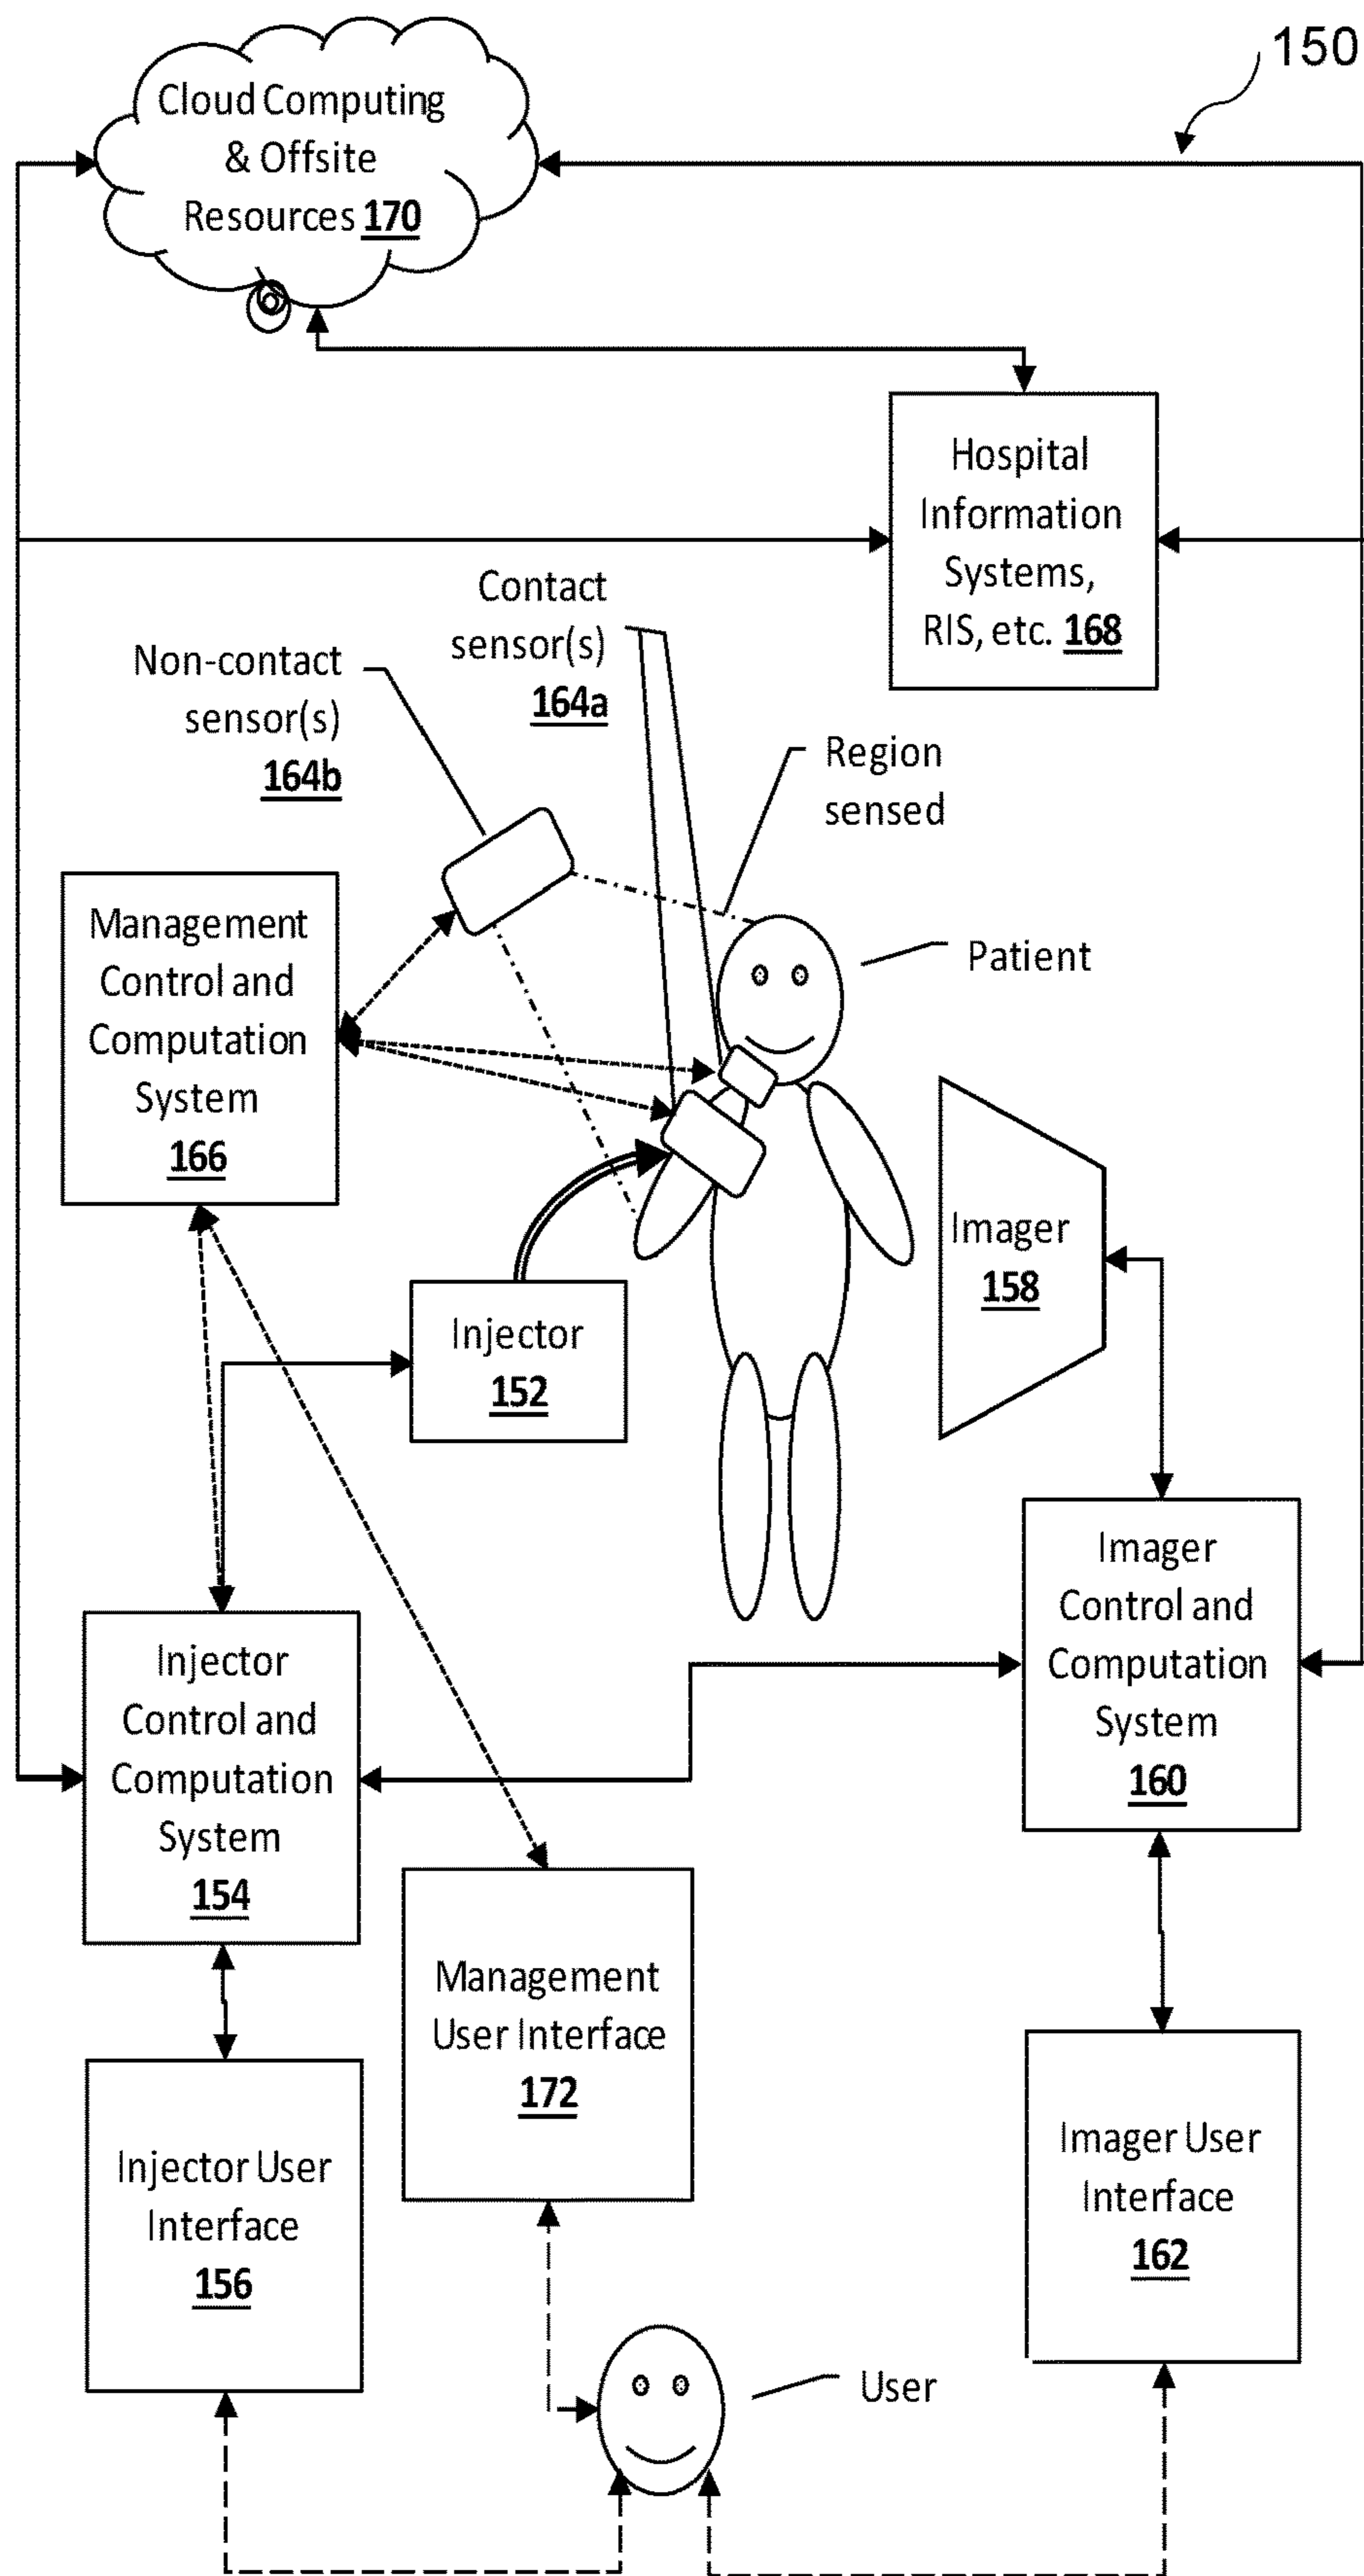 150
Cloud Computing
& Offsite
Resources 170
Hospital
Information
Systems,
RIS, etc. 168
Contact
sensor(s)
164a
Non-contact
sensor(s)
164b
Region
sensed
Management
Control and
Computation
System
166
Patient
Imager
158
Injector
152
Imager
Control and
Computation
System
160
Injector
Control and
Computation
System
154
Management
User Interface
172
Injector User
Interface
156
Imager User
Interface
162
User